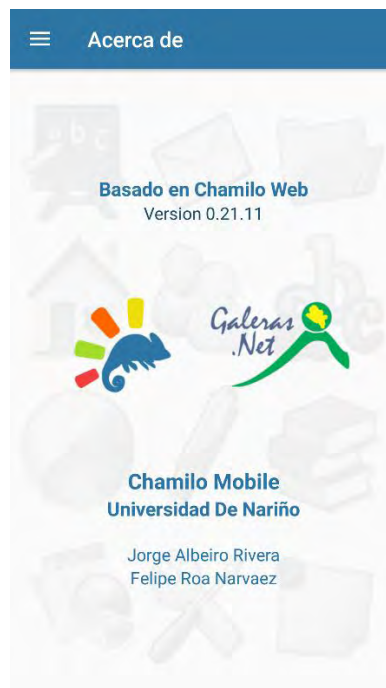 Acerca de
Basado en Chamilo Web
Version 0.21.11
Galeras
.Net
Chamilo Mobile
Universidad De Nariño
Jorge Albeiro Rivera
Felipe Roa Narvaez